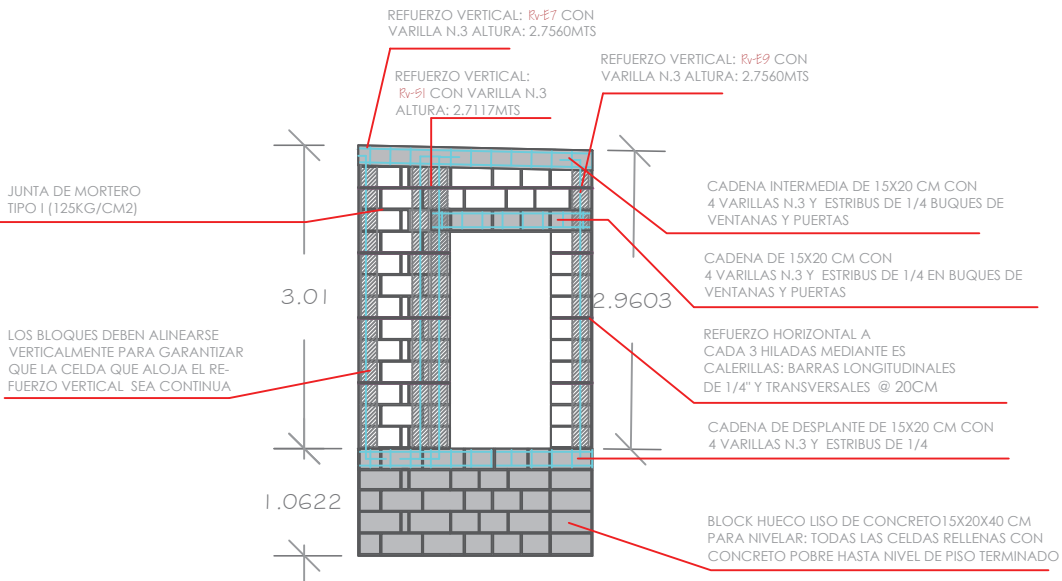 REFUERZO VERTICAL: Rv-E7 CON
VARILLA N.3 ALTURA: 2.7560MTS
REFUERZO VERTICAL: Rv-E9 CON
VARILLA N.3 ALTURA: 2.7560MTS
REFUERZO VERTICAL:
Rv-S1 CON VARILLA N.3
ALTURA: 2.7117MTS
JUNTA DE MORTERO
TIPO I (125KG/CM2)
CADENA INTERMEDIA DE 15X20 CM CON
4 VARILLAS N.3 Y ESTRIBUS DE 1/4 BUQUES DE
VENTANAS Y PUERTAS
CADENA DE 15X20 CM CON
4 VARILLAS N.3 Y ESTRIBUS DE 1/4 EN BUQUES DE
VENTANAS Y PUERTAS
3.01
2.9603
LOS BLOQUES DEBEN ALINEARSE
VERTICALMENTE PARA GARANTIZAR
QUE LA CELDA QUE ALOJA EL RE-
FUERZO VERTICAL SEA CONTINUA
REFUERZO HORIZONTAL A
CADA 3 HILADAS MEDIANTE ES
CALERILLAS: BARRAS LONGITUDINALES
DE 1/4" Y TRANSVERSALES @ 20CM
CADENA DE DESPLANTE DE 15X20 CM CON
4 VARILLAS N.3 Y ESTRIBUS DE 1/4
1.0622
BLOCK HUECO LISO DE CONCRETO15X20X40 CM
PARA NIVELAR: TODAS LAS CELDAS RELLENAS CON
CONCRETO POBRE HASTA NIVEL DE PISO TERMINADO